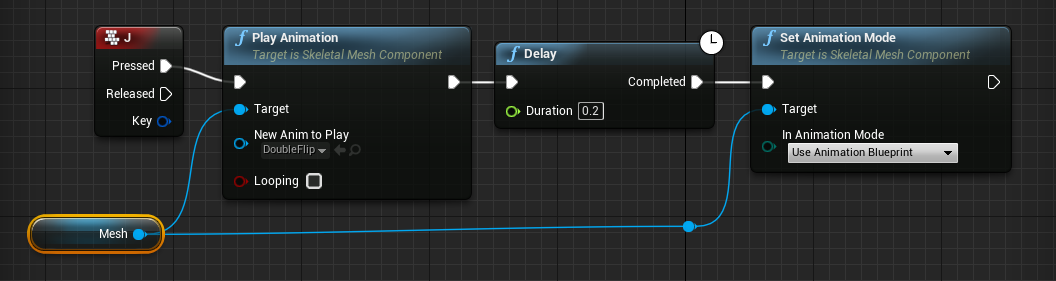 J
Pressed
Released
Key
Play Animation
Target is Skeletal Mesh Component
Target
New Anim to Play
DoubleFlip
Looping
Delay
Completed
Duration 0.2
Set Animation Mode
Target is Skeletal Mesh Component
Target
In Animation Mode
Use Animation Blueprint
Mesh